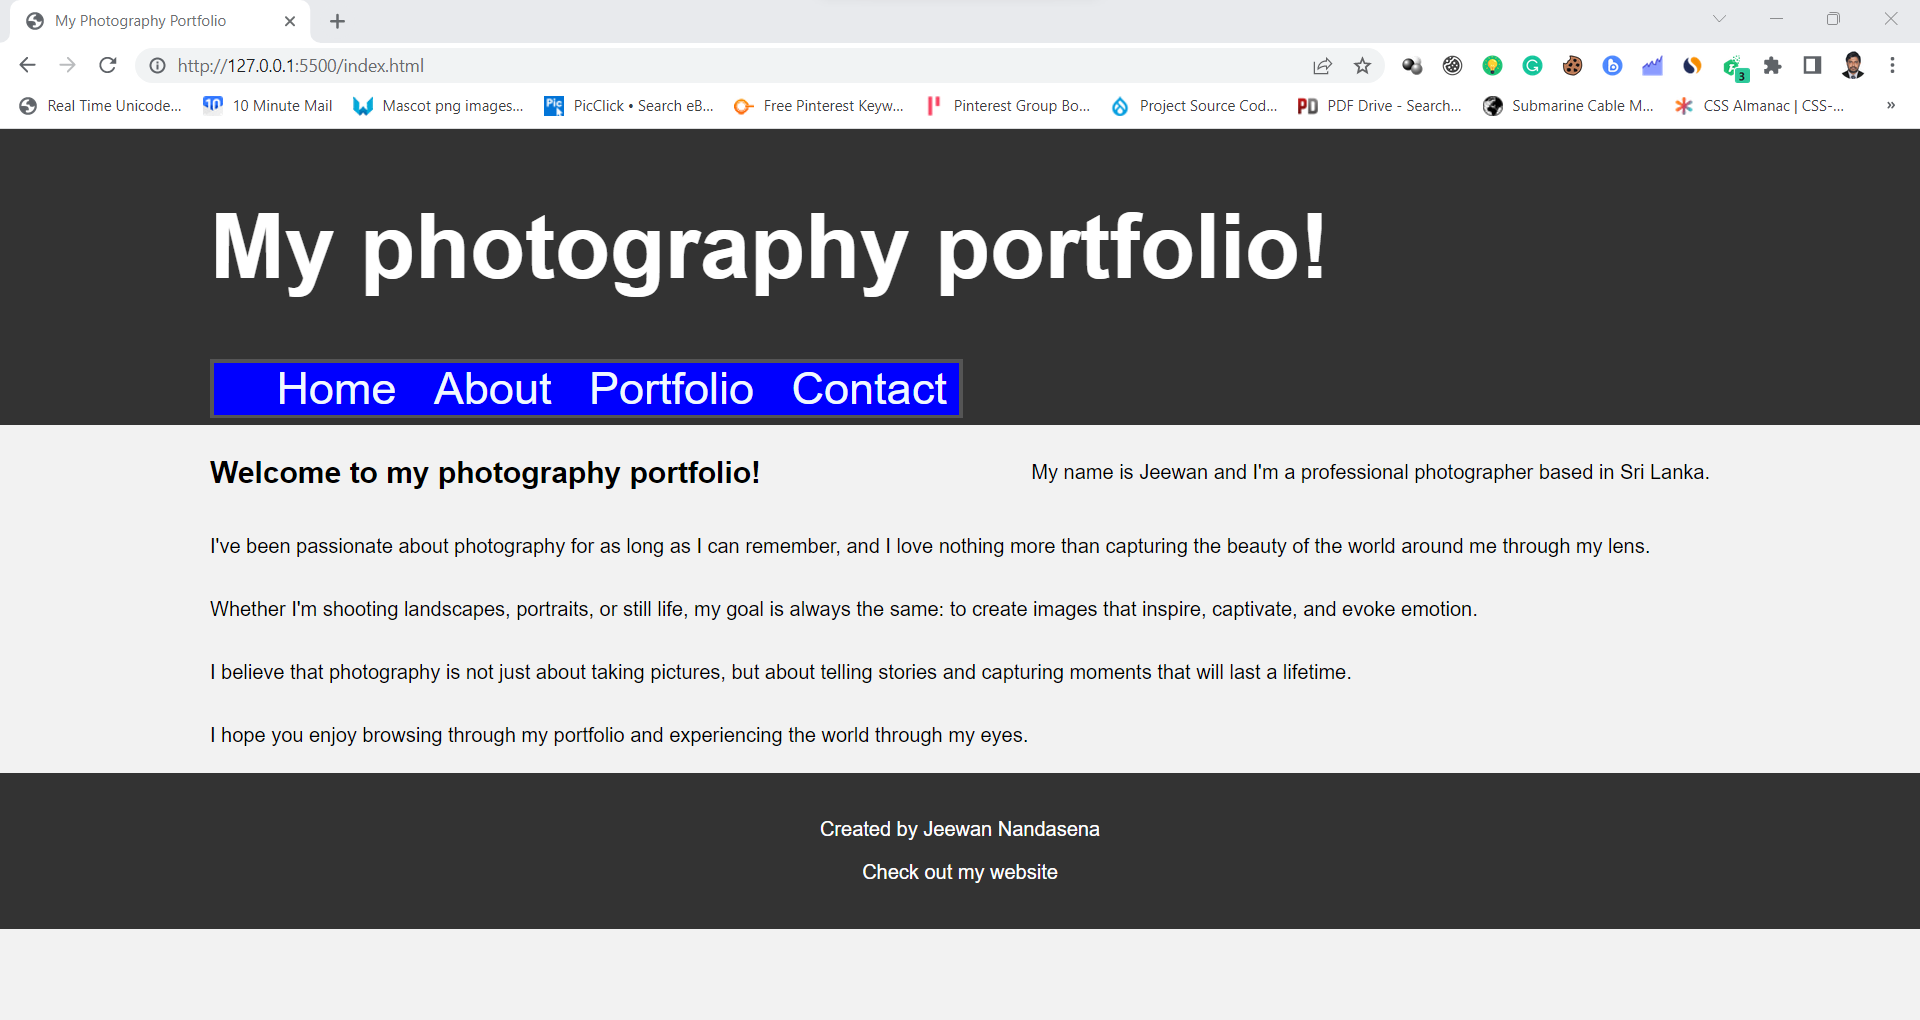 My Photography Portfolio
http://127.0.0.1:5500/index.html
3
Real Time Unicode... 10 10 Minute Mail Mascot png images... Pic PicClick • Search eB... Free Pinterest Keyw... Pinterest Group Bo... Project Source Cod... PD PDF Drive - Search... Submarine Cable M... CSS Almanac | CSS-... »
My photography portfolio!
Home About Portfolio Contact
Welcome to my photography portfolio! My name is Jeewan and I'm a professional photographer based in Sri Lanka.
I've been passionate about photography for as long as I can remember, and I love nothing more than capturing the beauty of the world around me through my lens.
Whether I'm shooting landscapes, portraits, or still life, my goal is always the same: to create images that inspire, captivate, and evoke emotion.
I believe that photography is not just about taking pictures, but about telling stories and capturing moments that will last a lifetime.
I hope you enjoy browsing through my portfolio and experiencing the world through my eyes.
Created by Jeewan Nandasena
Check out my website